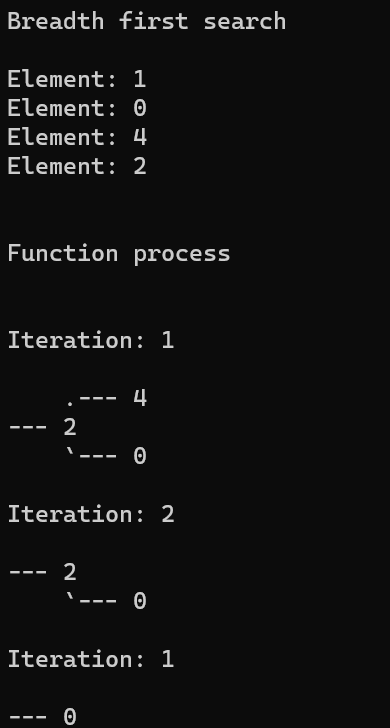 Breadth first search
Element: 1
Element: 0
Element: 4
Element: 2
Function process
Iteration: 1
    .--- 4
--- 2
    `--- 0
Iteration: 2
--- 2
    `--- 0
Iteration: 1
--- 0